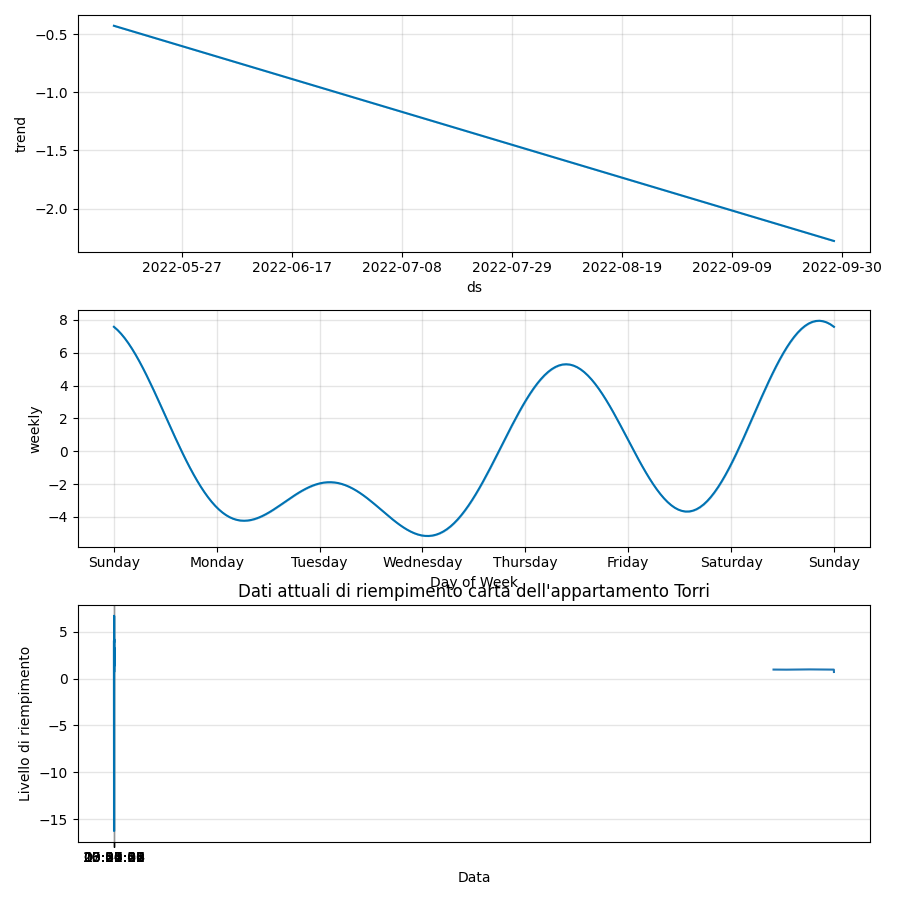 −0.5
−1.0
−1.5
−2.0
trend
2022-05-27 2022-06-17 2022-07-08 2022-07-29 2022-08-19 2022-09-09 2022-09-30
ds
8
6
4
2
0
−2
−4
weekly
Sunday Monday Tuesday Wednesday Thursday Friday Saturday Sunday
Day of Week
Dati attuali di riempimento carta dell'appartamento Torri
5
0
−5
−10
−15
Livello di riempimento
Data